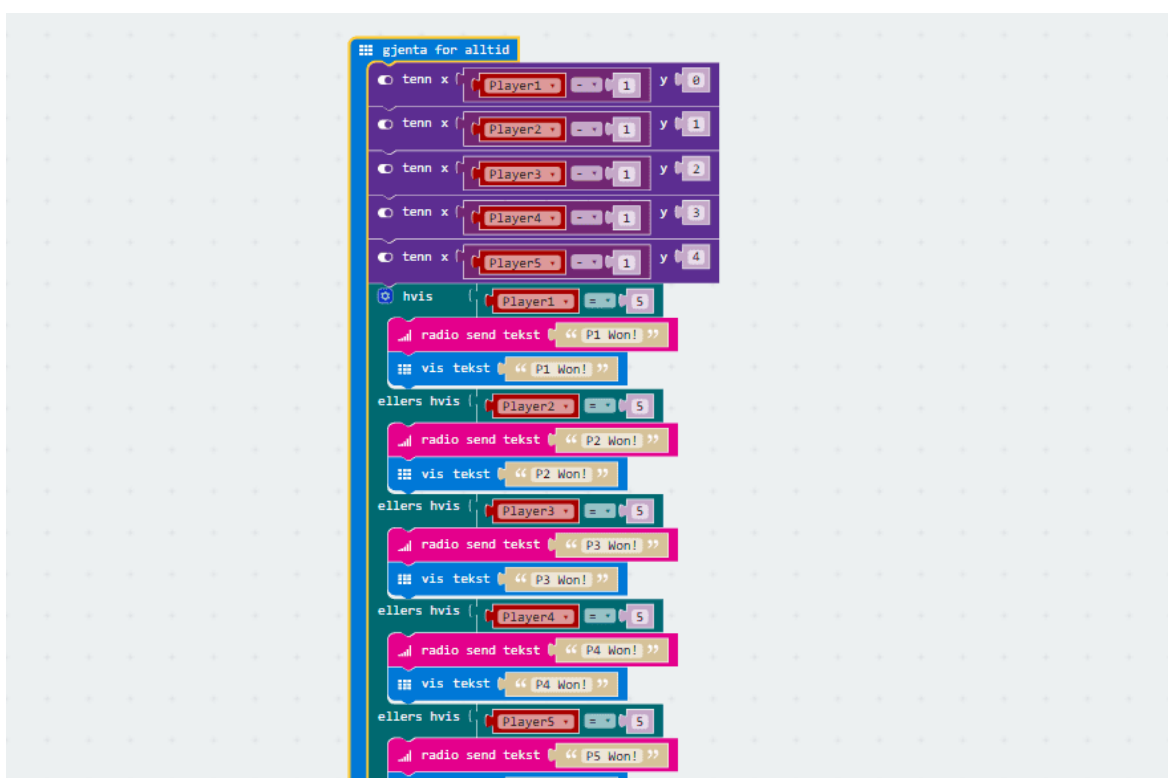 gjenta for alltid
tenn x Player1 - 1 y 0
tenn x Player2 - 1 y 1
tenn x Player3 - 1 y 2
tenn x Player4 - 1 y 3
tenn x Player5 - 1 y 4
hvis Player1 = 5
radio send tekst “ P1 Won! ”
vis tekst “ P1 Won! ”
ellers hvis Player2 = 5
radio send tekst “ P2 Won! ”
vis tekst “ P2 Won! ”
ellers hvis Player3 = 5
radio send tekst “ P3 Won! ”
vis tekst “ P3 Won! ”
ellers hvis Player4 = 5
radio send tekst “ P4 Won! ”
vis tekst “ P4 Won! ”
ellers hvis Player5 = 5
radio send tekst “ P5 Won! ”